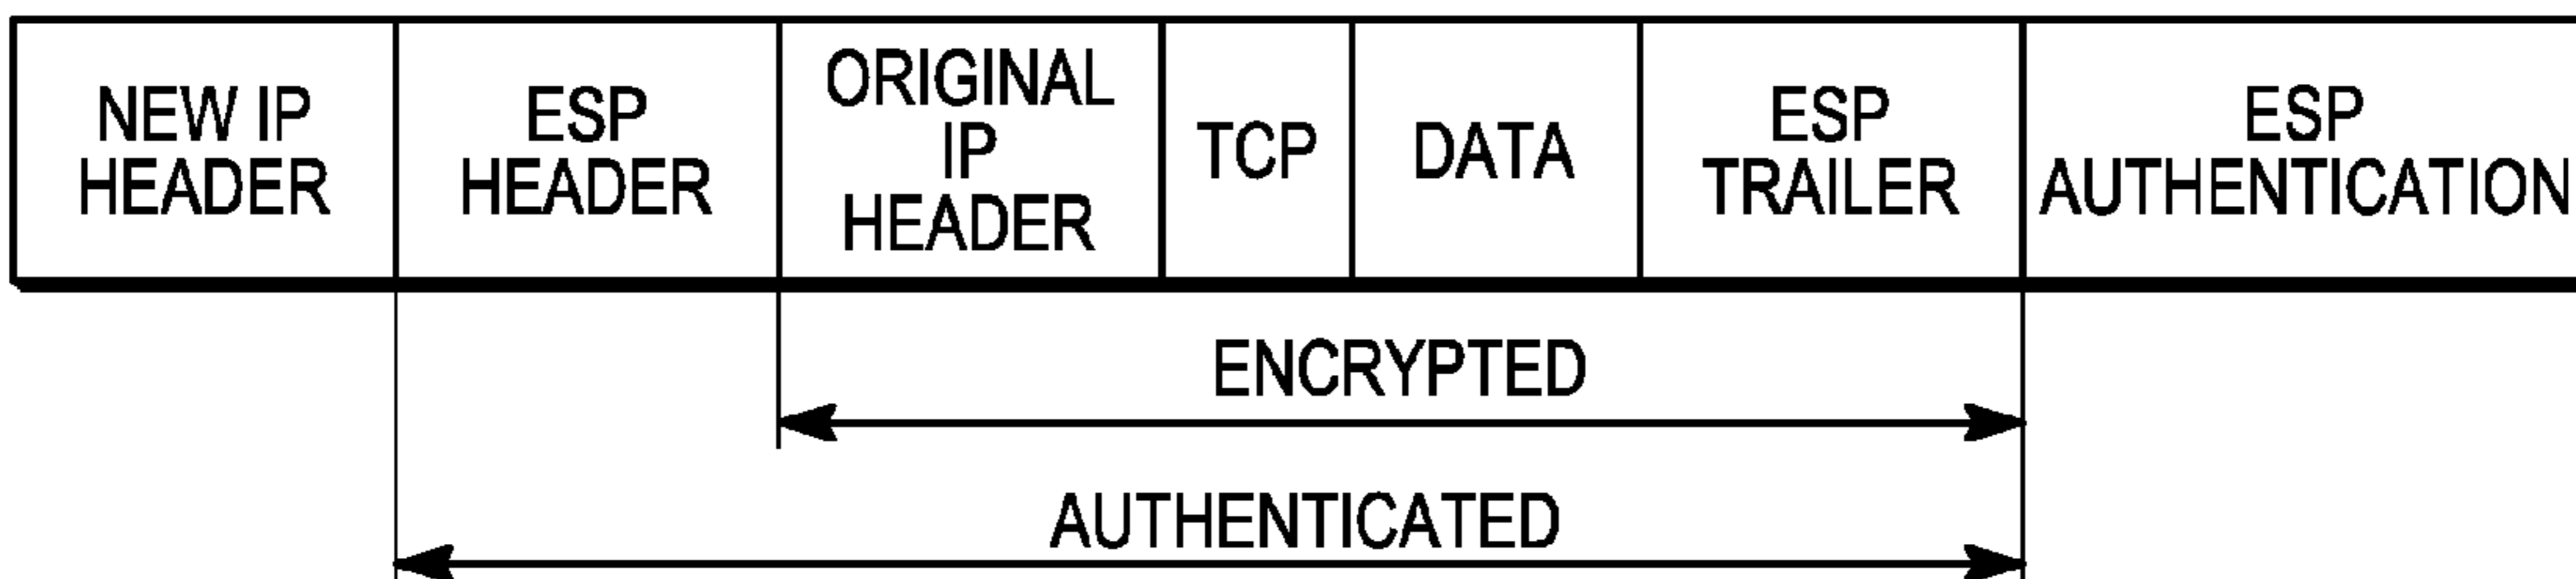 NEW IP
HEADER
ESP
HEADER
ORIGINAL
IP
HEADER
TCP
DATA
ESP
TRAILER
ESP
AUTHENTICATION
ENCRYPTED
AUTHENTICATED